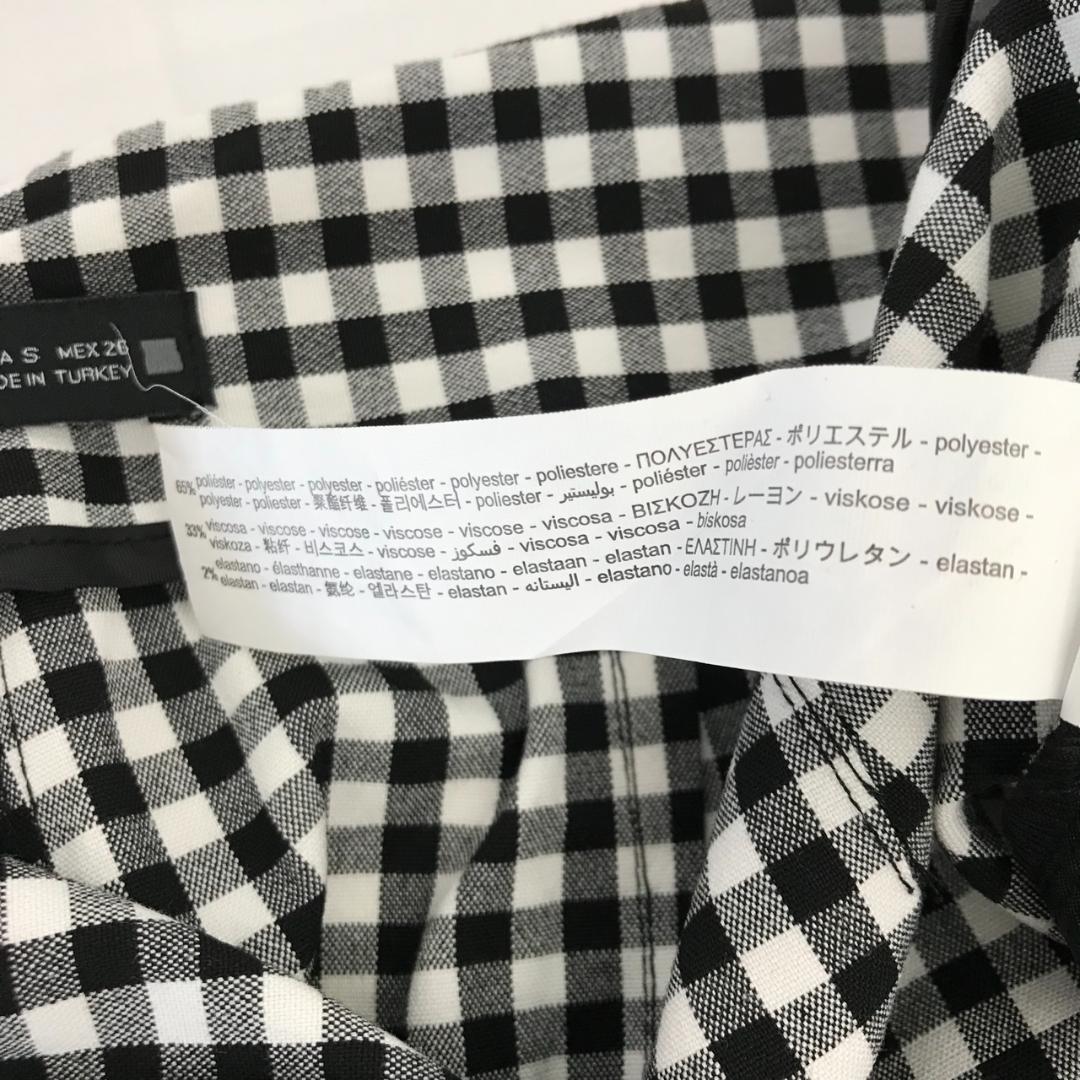 A S MEX 26
DE IN TURKEY
65% poliéster - polyester - polyester - poliéster - polyester - poliestere - ΠΟΛΥΕΣΤΕΡΑΣ - ポリエステル - polyester -
polyester - poliester - 聚酯纤维 - 폴리에스터 - poliester - بوليستير - poliéster - polièster - poliesterra
33% viscosa - viscose - viscose - viscose - viscose - viscosa - ΒΙΣΚΟΖΗ - レーヨン - viskose - viskose -
viskoza - 粘纤 - 비스코스 - viscose - فسكوز - viscosa - viscosa - biskosa
2% elastano - élasthanne - elastane - elastano - elastaan - elastan - ΕΛΑΣΤΙΝΗ - ポリウレタン - elastan -
elastan - elastan - 氨纶 - 엘라스탄 - elastan - اليستانه - elastano - elastà - elastanoa